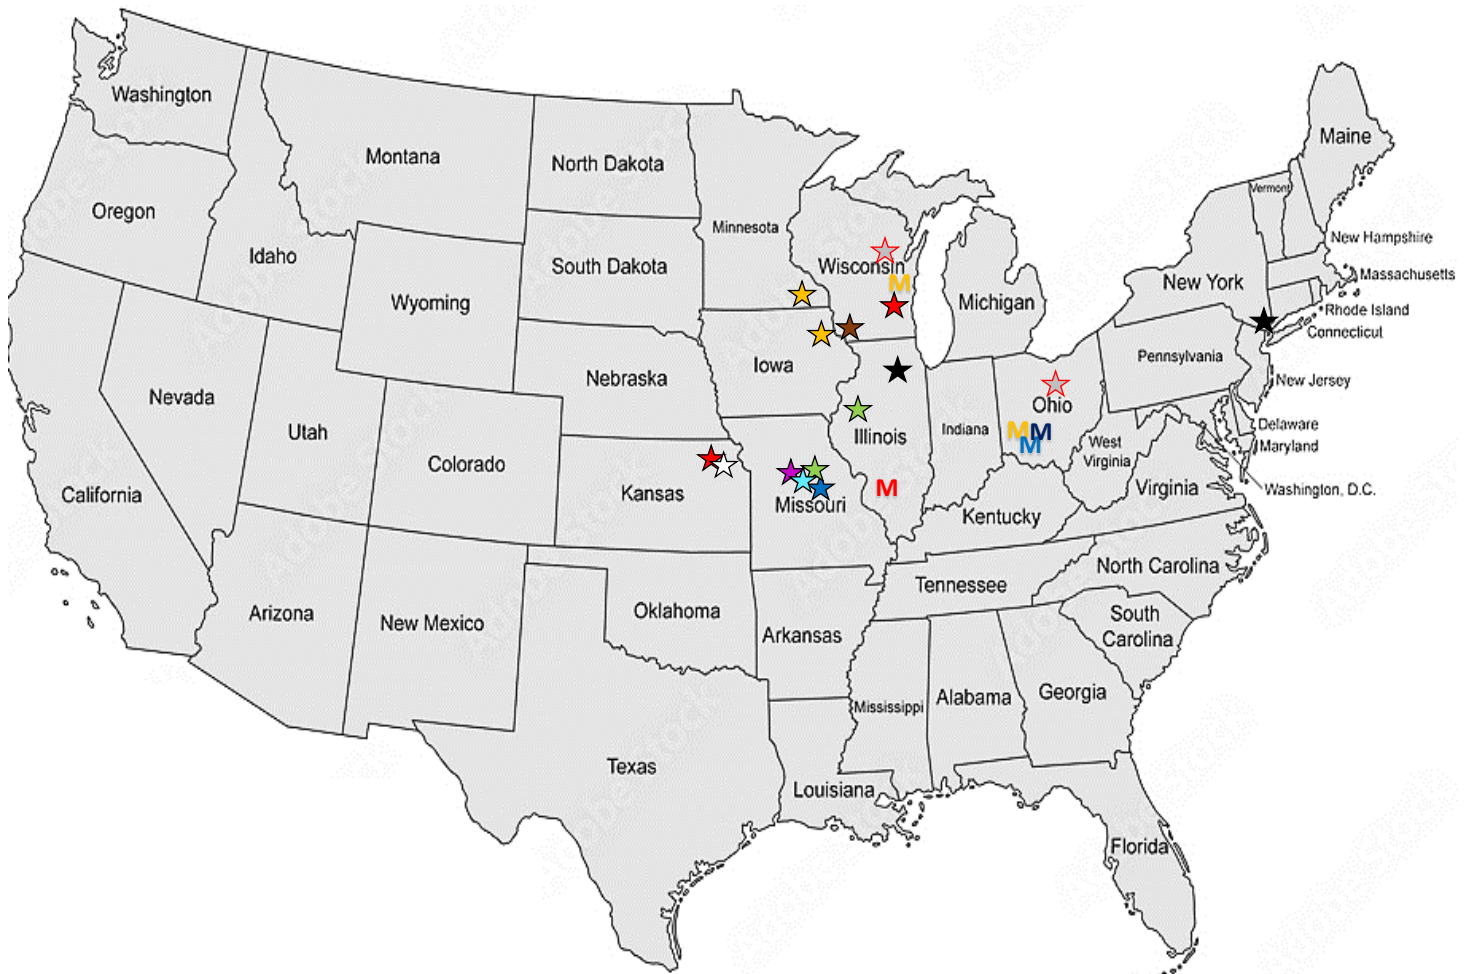 Washington
Montana
North Dakota
Maine
Oregon
Idaho
Minnesota
Vermont
New Hampshire
South Dakota
Wisconsin
New York
Massachusetts
Wyoming
Michigan
Rhode Island
Connecticut
M
Iowa
Pennsylvania
Nebraska
New Jersey
Nevada
Ohio
Delaware
Utah
Illinois
Indiana
M M
M
West
Virginia
Maryland
Colorado
California
Kansas
M
Virginia
Washington, D.C.
Missouri
Kentucky
North Carolina
Tennessee
Arizona
New Mexico
Oklahoma
Arkansas
South
Carolina
Mississippi
Alabama
Georgia
Texas
Louisiana
Florida
Adobe Stock